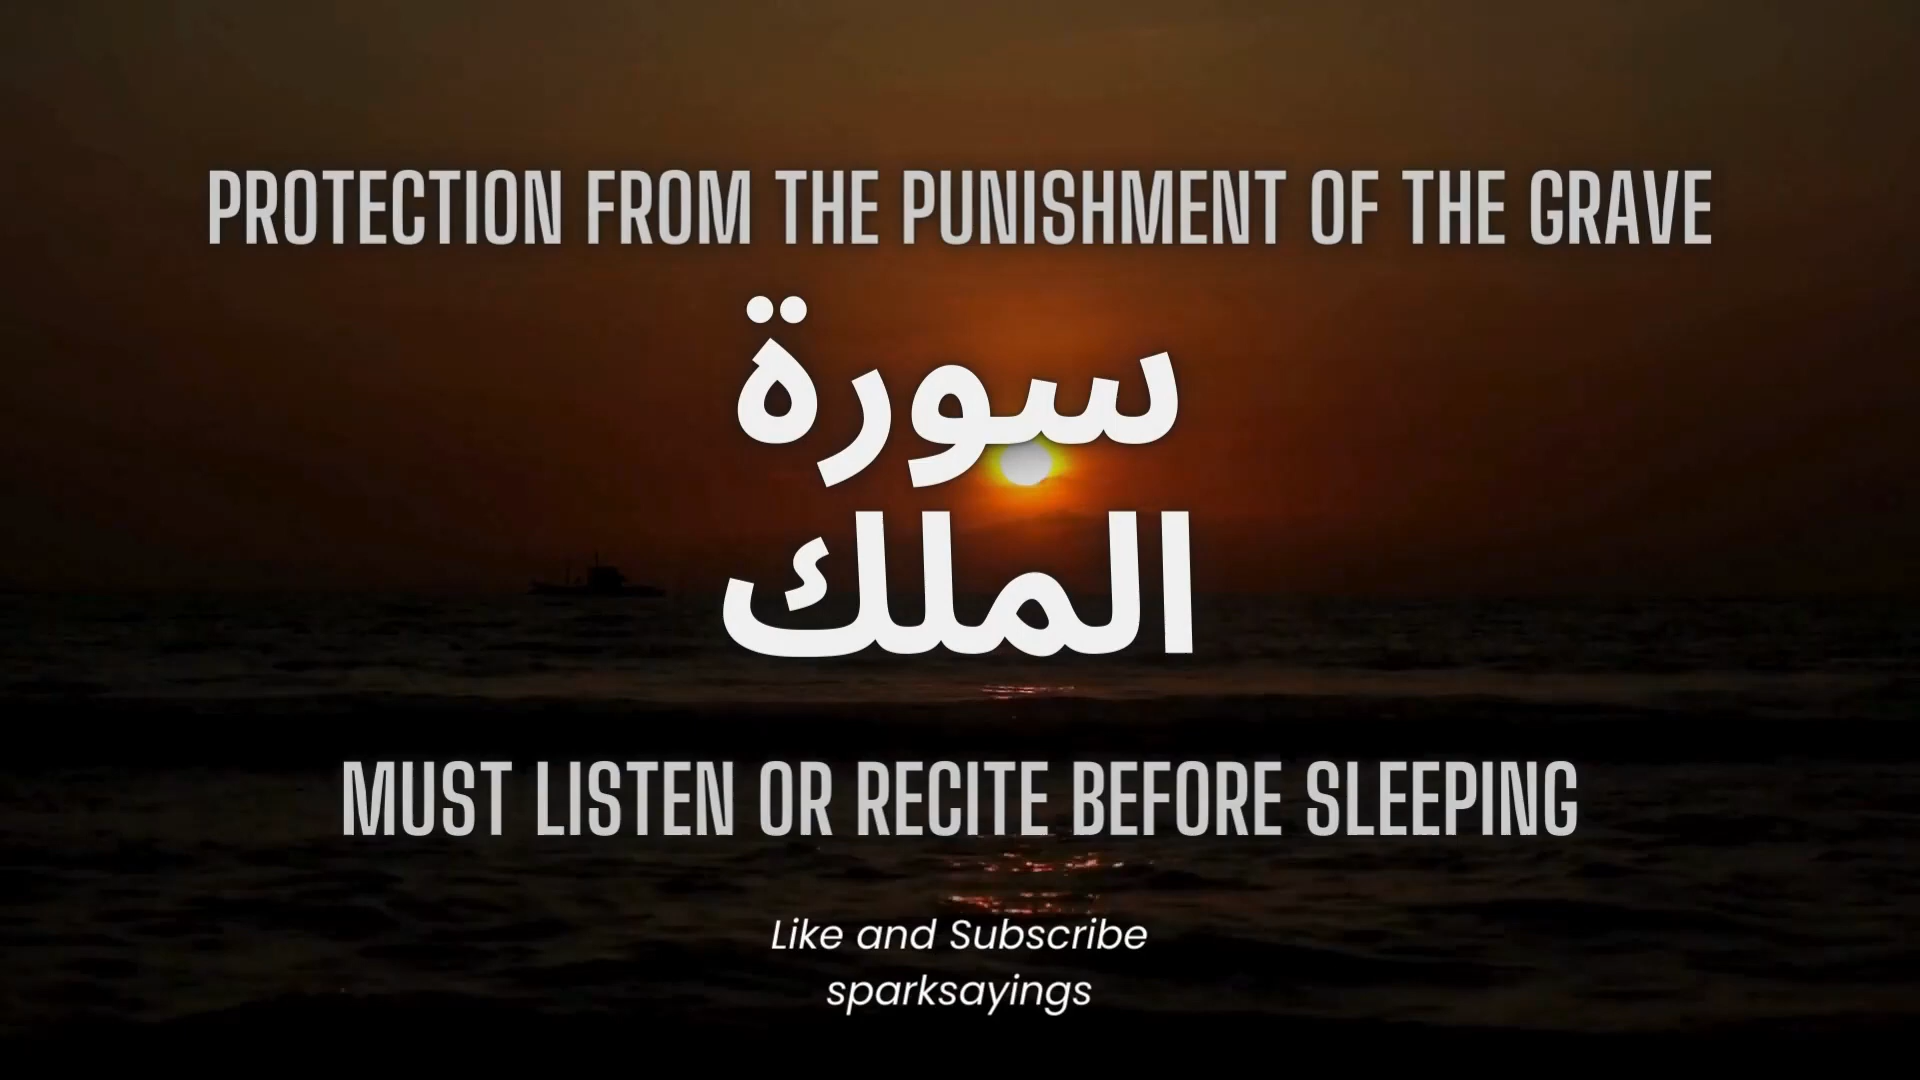 PROTECTION FROM THE PUNISHMENT OF THE GRAVE
سورة
الملك
MUST LISTEN OR RECITE BEFORE SLEEPING
Like and Subscribe
sparksayings